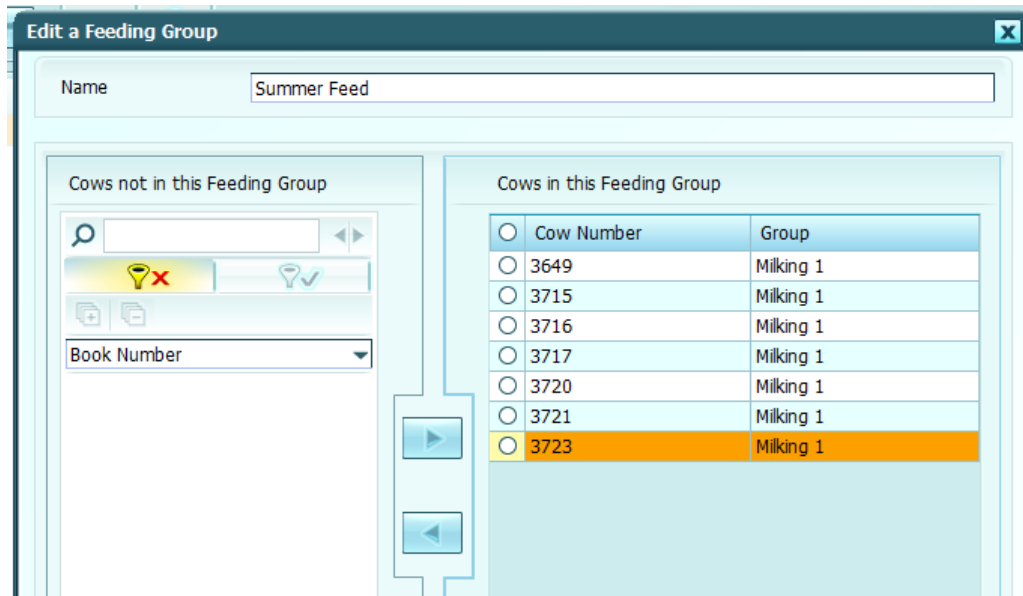 Edit a Feeding Group
Name
Summer Feed
Cows not in this Feeding Group
Book Number
Cows in this Feeding Group
Cow Number Group
3649 Milking 1
3715 Milking 1
3716 Milking 1
3717 Milking 1
3720 Milking 1
3721 Milking 1
3723 Milking 1